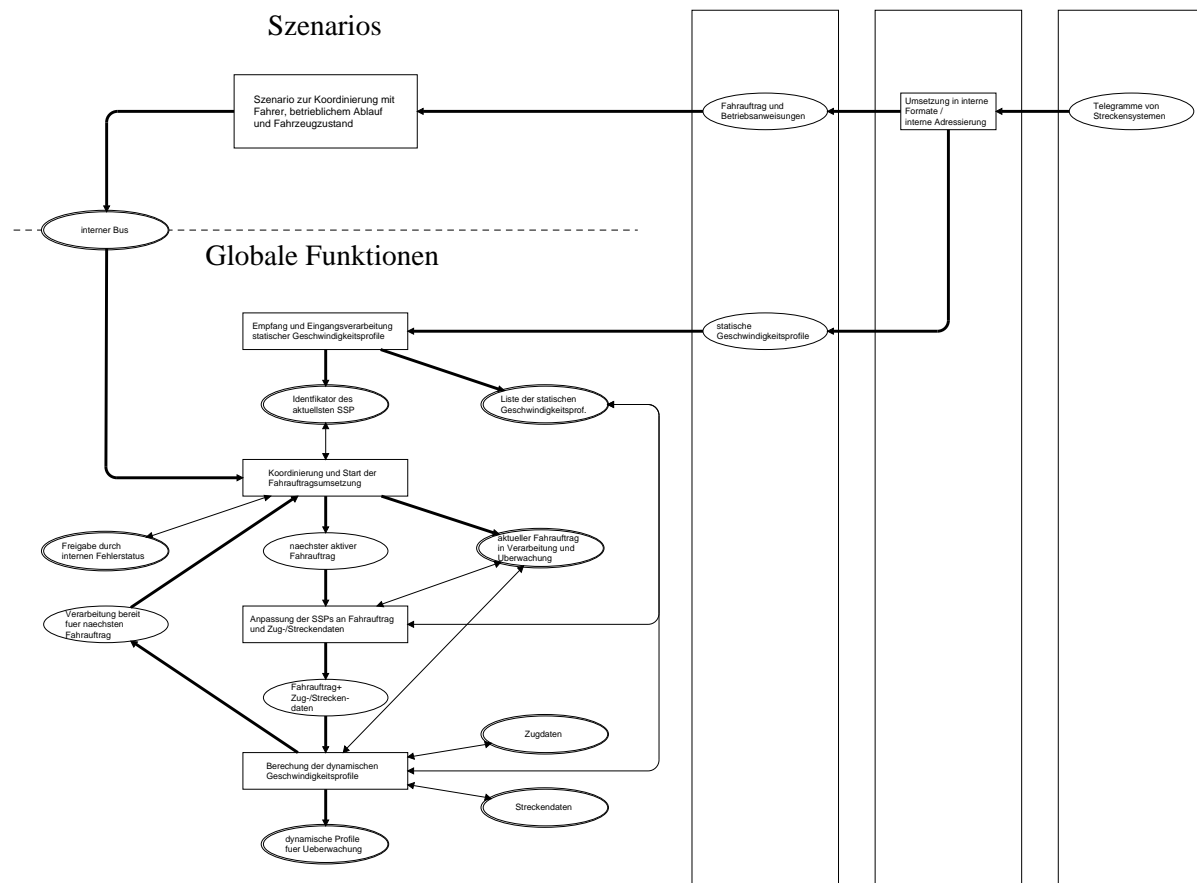 Szenarios
Szenario zur Koordinierung mit
Fahrer, betrieblichem Ablauf
und Fahrzeugzustand
Fahrauftrag und
Betriebsanweisungen
Umsetzung in interne
Formate /
interne Adressierung
Telegramme von
Streckensystemen
interner Bus
Globale Funktionen
Empfang und Eingangsverarbeitung
statischer Geschwindigkeitsprofile
statische
Geschwindigkeitsprofile
Identfikator des
aktuellsten SSP
Liste der statischen
Geschwindigkeitsprof.
Koordinierung und Start der
Fahrauftragsumsetzung
Freigabe durch
internen Fehlerstatus
naechster aktiver
Fahrauftrag
aktueller Fahrauftrag
in Verarbeitung und
Uberwachung
Verarbeitung bereit
fuer naechsten
Fahrauftrag
Anpassung der SSPs an Fahrauftrag
und Zug-/Streckendaten
Fahrauftrag+
Zug-/Strecken-
daten
Zugdaten
Berechung der dynamischen
Geschwindigkeitsprofile
Streckendaten
dynamische Profile
fuer Ueberwachung